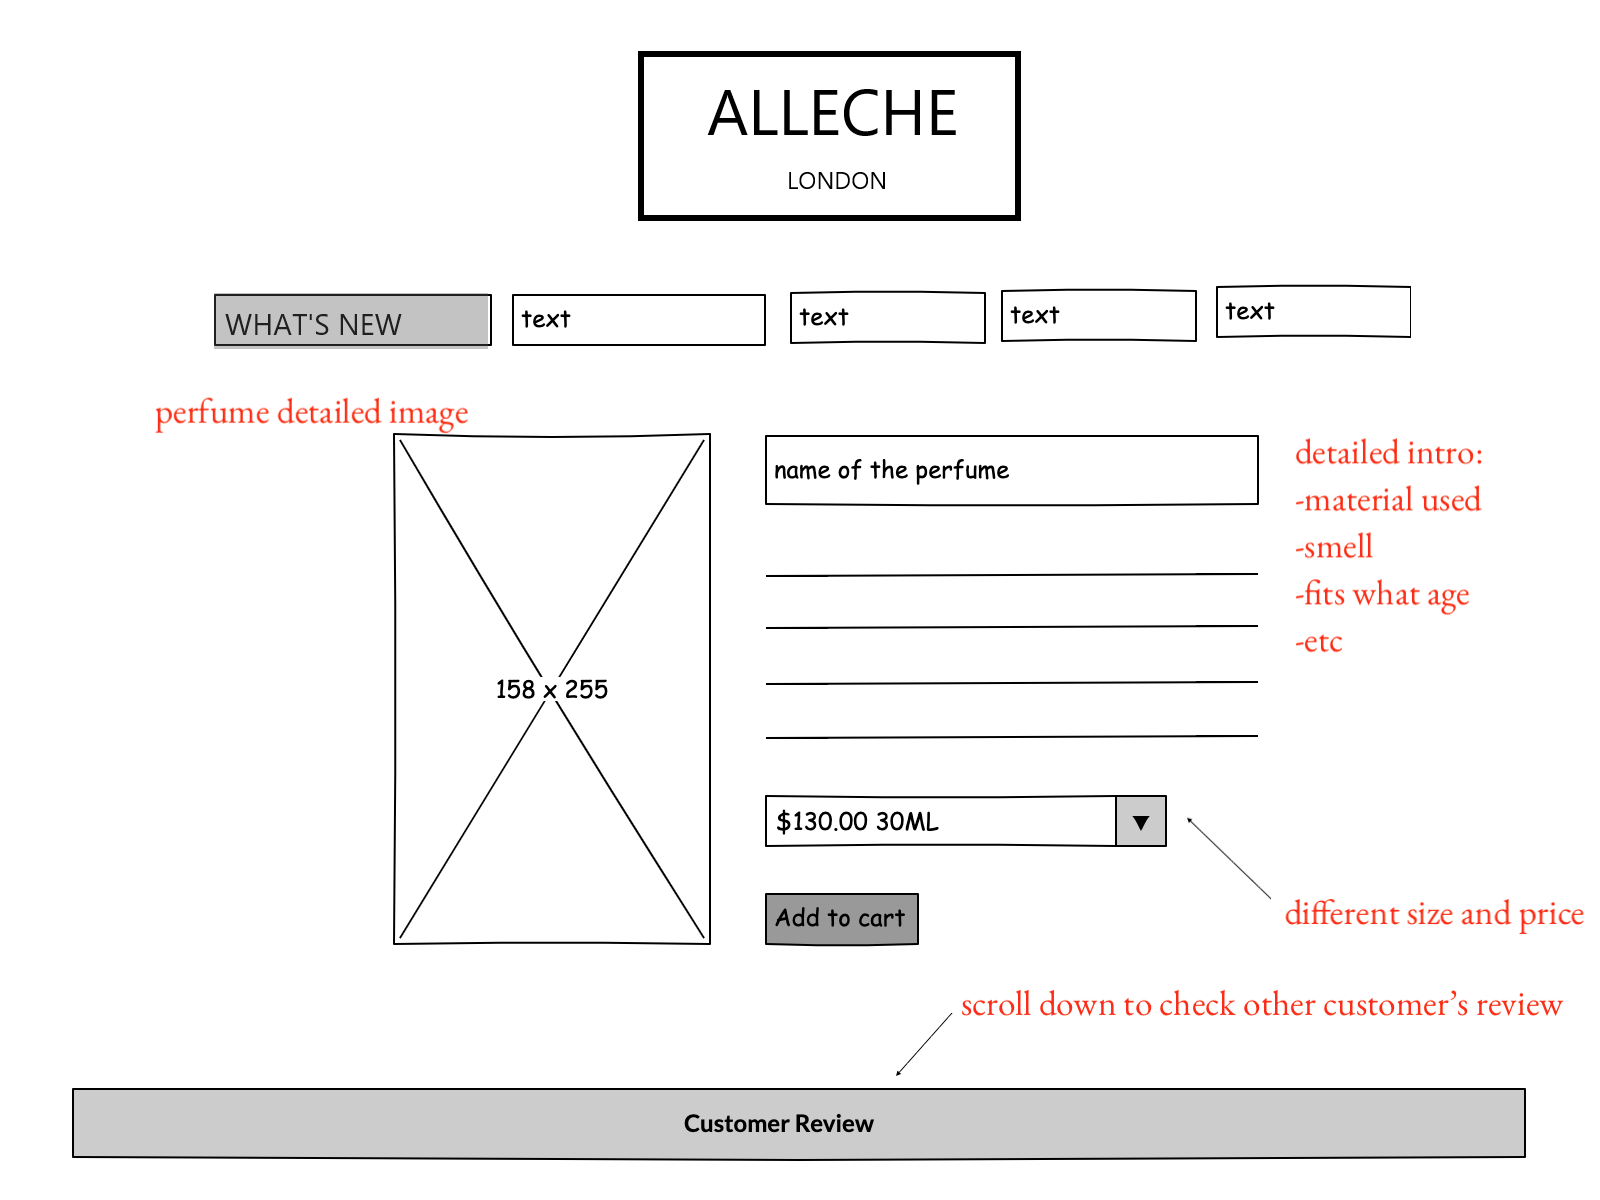 ALLECHE
LONDON
WHAT'S NEW
text
text
text
text
perfume detailed image
158 x 255
name of the perfume
detailed intro:
-material used
-smell
-fits what age
-etc
$130.00 30ML
▼
different size and price
Add to cart
scroll down to check other customer’s review
Customer Review